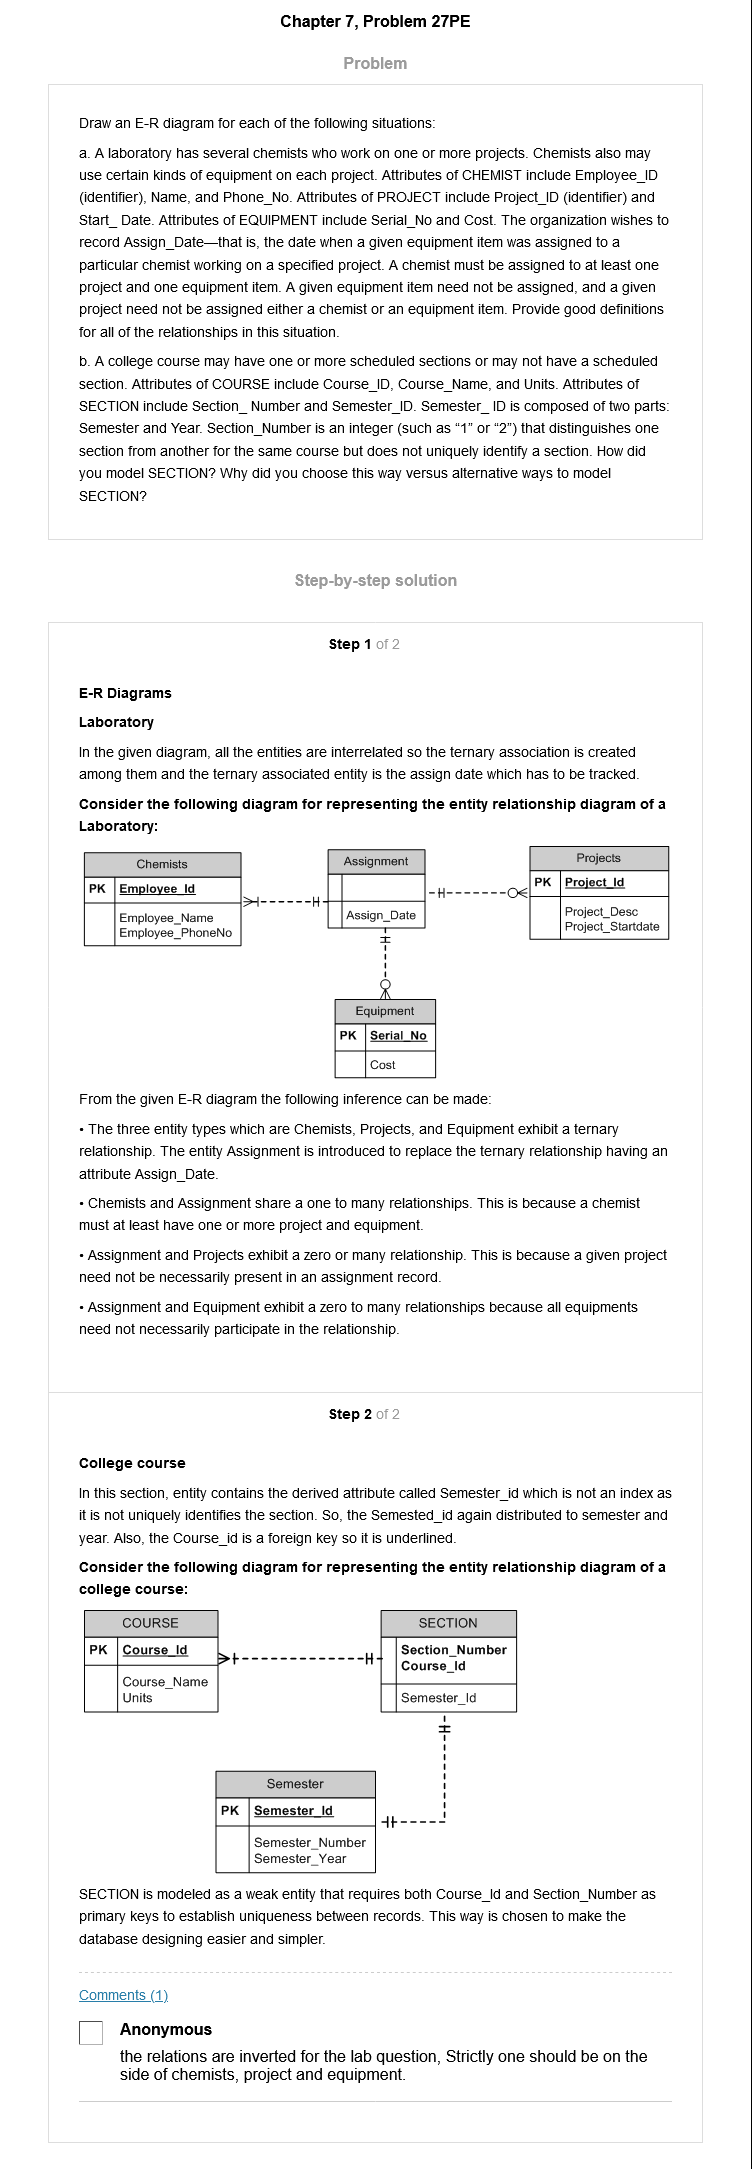 Chapter 7, Problem 27PE
Problem
Draw an E-R diagram for each of the following situations:
a. A laboratory has several chemists who work on one or more projects. Chemists also may
use certain kinds of equipment on each project. Attributes of CHEMIST include Employee_ID
(identifier), Name, and Phone_No. Attributes of PROJECT include Project_ID (identifier) and
Start_ Date. Attributes of EQUIPMENT include Serial_No and Cost. The organization wishes to
record Assign_Date—that is, the date when a given equipment item was assigned to a
particular chemist working on a specified project. A chemist must be assigned to at least one
project and one equipment item. A given equipment item need not be assigned, and a given
project need not be assigned either a chemist or an equipment item. Provide good definitions
for all of the relationships in this situation.
b. A college course may have one or more scheduled sections or may not have a scheduled
section. Attributes of COURSE include Course_ID, Course_Name, and Units. Attributes of
SECTION include Section_ Number and Semester_ID. Semester_ ID is composed of two parts:
Semester and Year. Section_Number is an integer (such as “1” or “2”) that distinguishes one
section from another for the same course but does not uniquely identify a section. How did
you model SECTION? Why did you choose this way versus alternative ways to model
SECTION?
Step-by-step solution
Step 1 of 2
E-R Diagrams
Laboratory
In the given diagram, all the entities are interrelated so the ternary association is created
among them and the ternary associated entity is the assign date which has to be tracked.
Consider the following diagram for representing the entity relationship diagram of a
Laboratory:
Chemists
PK Employee_Id
Employee_Name
Employee_PhoneNo
Assignment
Assign_Date
Projects
PK Project_Id
Project_Desc
Project_Startdate
Equipment
PK Serial_No
Cost
From the given E-R diagram the following inference can be made:
• The three entity types which are Chemists, Projects, and Equipment exhibit a ternary
relationship. The entity Assignment is introduced to replace the ternary relationship having an
attribute Assign_Date.
• Chemists and Assignment share a one to many relationships. This is because a chemist
must at least have one or more project and equipment.
• Assignment and Projects exhibit a zero or many relationship. This is because a given project
need not be necessarily present in an assignment record.
• Assignment and Equipment exhibit a zero to many relationships because all equipments
need not necessarily participate in the relationship.
Step 2 of 2
College course
In this section, entity contains the derived attribute called Semester_id which is not an index as
it is not uniquely identifies the section. So, the Semested_id again distributed to semester and
year. Also, the Course_id is a foreign key so it is underlined.
Consider the following diagram for representing the entity relationship diagram of a
college course:
COURSE
PK Course_Id
Course_Name
Units
SECTION
Section_Number
Course_Id
Semester_Id
Semester
PK Semester_Id
Semester_Number
Semester_Year
SECTION is modeled as a weak entity that requires both Course_Id and Section_Number as
primary keys to establish uniqueness between records. This way is chosen to make the
database designing easier and simpler.
Comments (1)
Anonymous
the relations are inverted for the lab question, Strictly one should be on the
side of chemists, project and equipment.